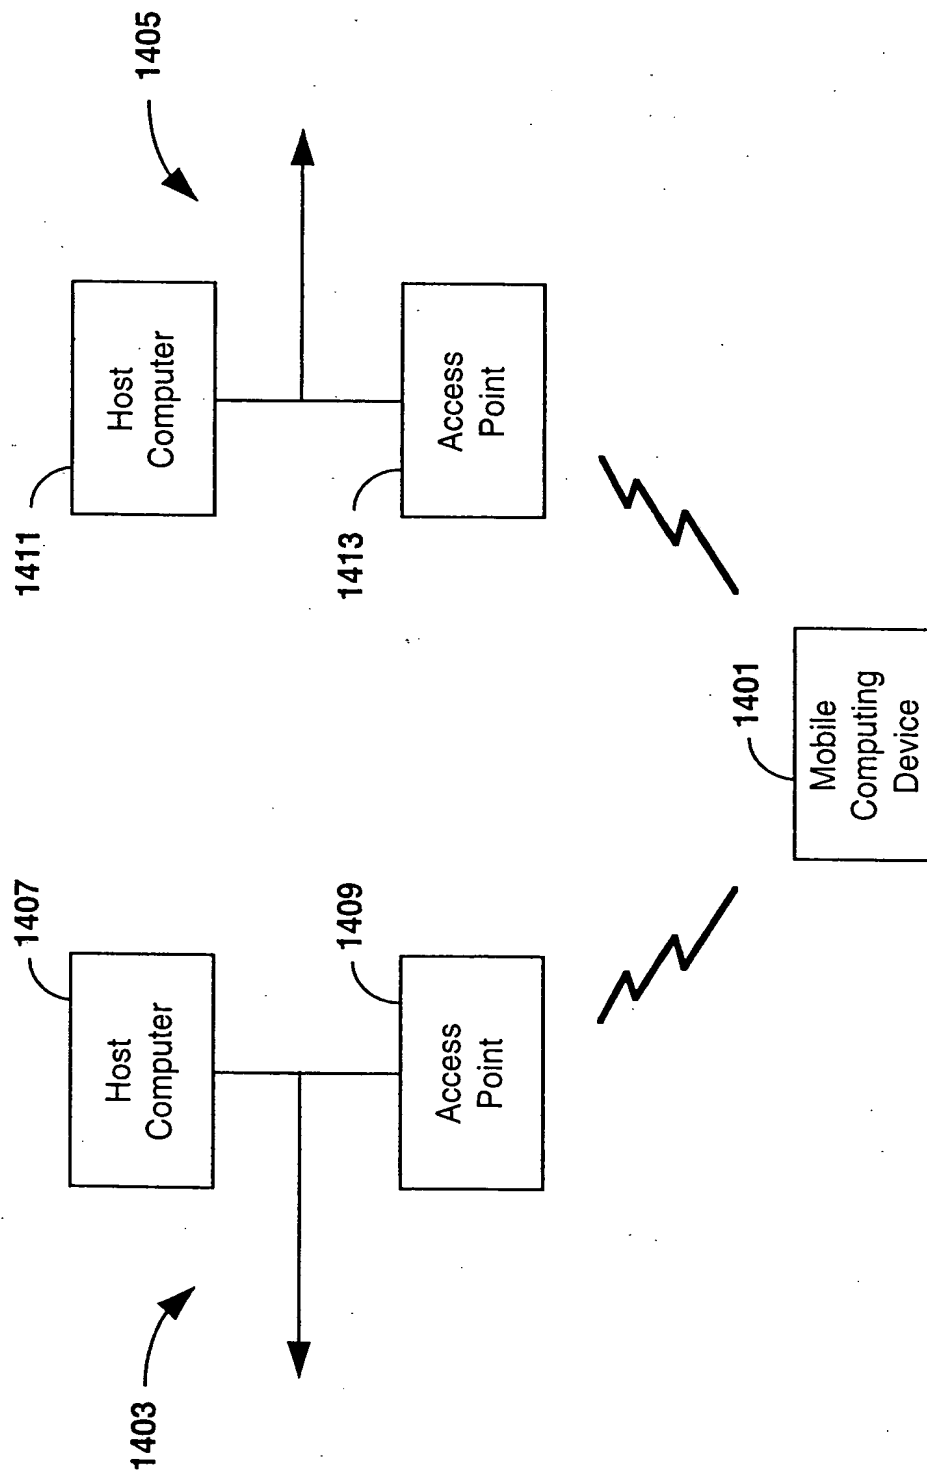 1407
Host
Computer
1411
Host
Computer
1403
1405
1409
Access
Point
1413
Access
Point
1401
Mobile
Computing
Device